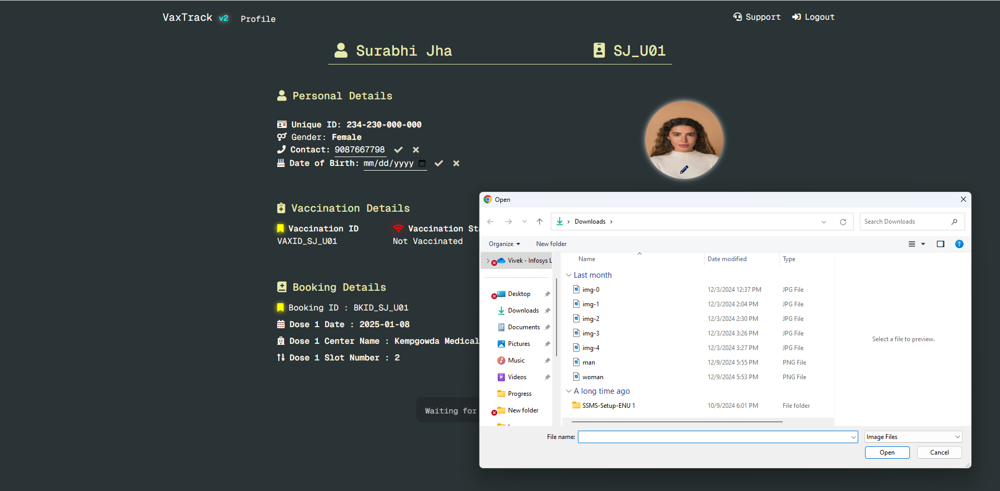 VaxTrack v2 Profile
Support Logout
Surabhi Jha SJ_U01
Personal Details
Unique ID: 234-230-000-000
Gender: Female
Contact: 9087667798
Date of Birth: mm/dd/yyyy
Vaccination Details
Vaccination ID Vaccination Sta
VAXID_SJ_U01 Not Vaccinated
Booking Details
Booking ID : BKID_SJ_U01
Dose 1 Date : 2025-01-08
Dose 1 Center Name : Kempgowda Medical
Dose 1 Slot Number : 2
Waiting for
Open
Downloads
Search Downloads
Organize New folder
Vivek - Infosys L
Desktop
Downloads
Documents
Pictures
Music
Videos
Progress
New folder
Name Date modified Type
Last month
img-0 12/3/2024 12:37 PM JPG File
img-1 12/3/2024 2:04 PM JPG File
img-2 12/3/2024 2:30 PM JPG File
img-3 12/3/2024 3:26 PM JPG File
img-4 12/3/2024 3:27 PM JPG File
man 12/9/2024 5:55 PM PNG File
woman 12/9/2024 5:53 PM PNG File
A long time ago
SSMS-Setup-ENU 1 10/9/2024 6:01 PM File folder
Select a file to preview.
File name: Image Files
Open Cancel